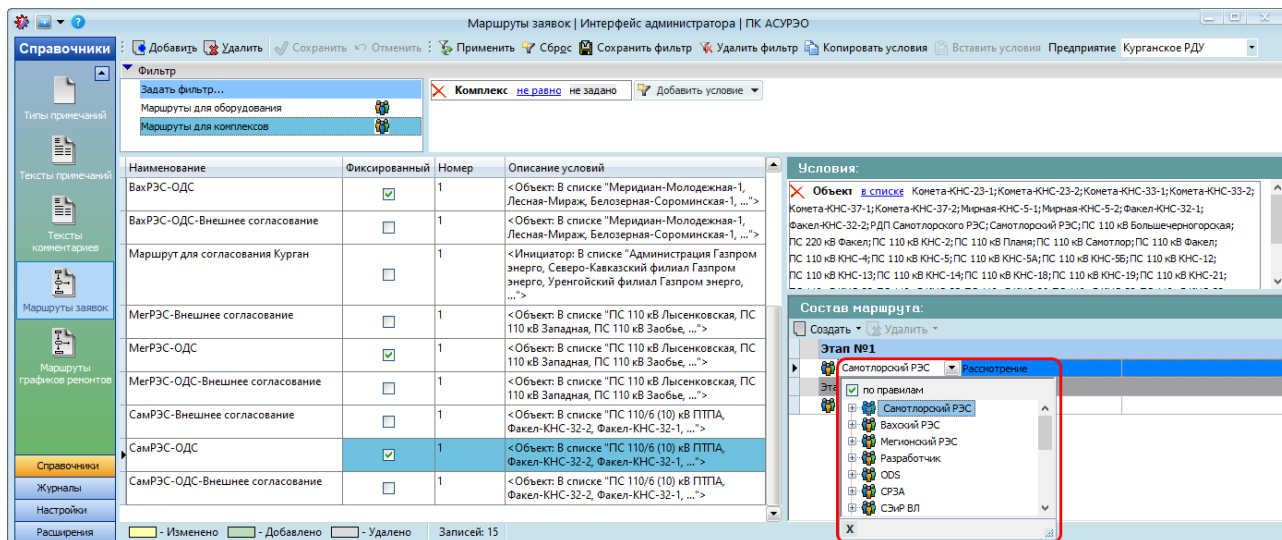 Маршруты заявок | Интерфейс администратора | ПК АСУРЭО
Справочники
Добавить Удалить Сохранить Отменить Применить Сброс Сохранить фильтр Удалить фильтр Копировать условия Вставить условия Предприятие Курганское РДУ
Типы примечаний
Тексты примечаний
Тексты комментариев
Маршруты заявок
Маршруты графиков ремонтов
Справочники
Журналы
Настройки
Расширения
Фильтр
Задать фильтр...
Маршруты для оборудования
Маршруты для комплексов
Комплекс не равно не задано Добавить условие
Наименование Фиксированный Номер Описание условий
ВахРЭС-ОДС 1 <Объект: В списке "Меридиан-Молодежная-1,
Лесная-Мираж, Белозерная-Сороминская-1, ...">
ВахРЭС-ОДС-Внешнее согласование 1 <Объект: В списке "Меридиан-Молодежная-1,
Лесная-Мираж, Белозерная-Сороминская-1, ...">
Маршрут для согласования Курган 1 <Инициатор: В списке "Администрация Газпром
энерго, Северо-Кавказский филиал Газпром
энерго, Уренгойский филиал Газпром энерго,
...">
МегРЭС-Внешнее согласование 1 <Объект: В списке "ПС 110 кВ Лысенковская, ПС
110 кВ Западная, ПС 110 кВ Заобье, ...">
МегРЭС-ОДС 1 <Объект: В списке "ПС 110 кВ Лысенковская, ПС
110 кВ Западная, ПС 110 кВ Заобье, ...">
МегРЭС-ОДС-Внешнее согласование 1 <Объект: В списке "ПС 110 кВ Лысенковская, ПС
110 кВ Западная, ПС 110 кВ Заобье, ...">
СамРЭС-Внешнее согласование 1 <Объект: В списке "ПС 110/6 (10) кВ ПТПА,
Факел-КНС-32-2, Факел-КНС-32-1, ...">
СамРЭС-ОДС 1 <Объект: В списке "ПС 110/6 (10) кВ ПТПА,
Факел-КНС-32-2, Факел-КНС-32-1, ...">
СамРЭС-ОДС-Внешнее согласование 1 <Объект: В списке "ПС 110/6 (10) кВ ПТПА,
Факел-КНС-32-2, Факел-КНС-32-1, ...">
- Изменено - Добавлено - Удалено Записей: 15
Условия:
Объект в списке Комета-КНС-23-1;Комета-КНС-23-2;Комета-КНС-33-1;Комета-КНС-33-2;
Комета-КНС-37-1;Комета-КНС-37-2;Мирная-КНС-5-1;Мирная-КНС-5-2;Факел-КНС-32-1;
Факел-КНС-32-2;РДП Самотлорского РЭС;Самотлорский РЭС;ПС 110 кВ Большечерногорская;
ПС 220 кВ Факел;ПС 110 кВ КНС-2;ПС 110 кВ Пламя;ПС 110 кВ Самотлор;ПС 110 кВ Факел;
ПС 110 кВ КНС-4;ПС 110 кВ КНС-5;ПС 110 кВ КНС-5А;ПС 110 кВ КНС-5Б;ПС 110 кВ КНС-12;
ПС 110 кВ КНС-13;ПС 110 кВ КНС-14;ПС 110 кВ КНС-18;ПС 110 кВ КНС-19;ПС 110 кВ КНС-21;
Состав маршрута:
Создать Удалить
Этап №1
Самотлорский РЭС Рассмотрение
Эта
по правилам
Самотлорский РЭС
Вахский РЭС
Мегионский РЭС
Разработчик
ODS
СРЗА
СЭиР ВЛ
X